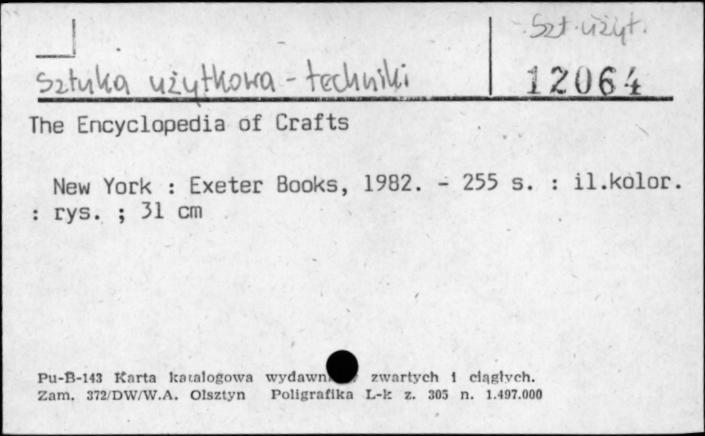 Szt. użyt.
Sztuka użytkowa - techniki
12064
The Encyclopedia of Crafts
New York : Exeter Books, 1982. - 255 s. : il.kolor.
: rys. ; 31 cm
Pu-B-143 Karta katalogowa zwartych i ciągłych.
Zam. 372/DW/W.A. Olsztyn Poligrafika L-k z. 305 n. 1.497.000